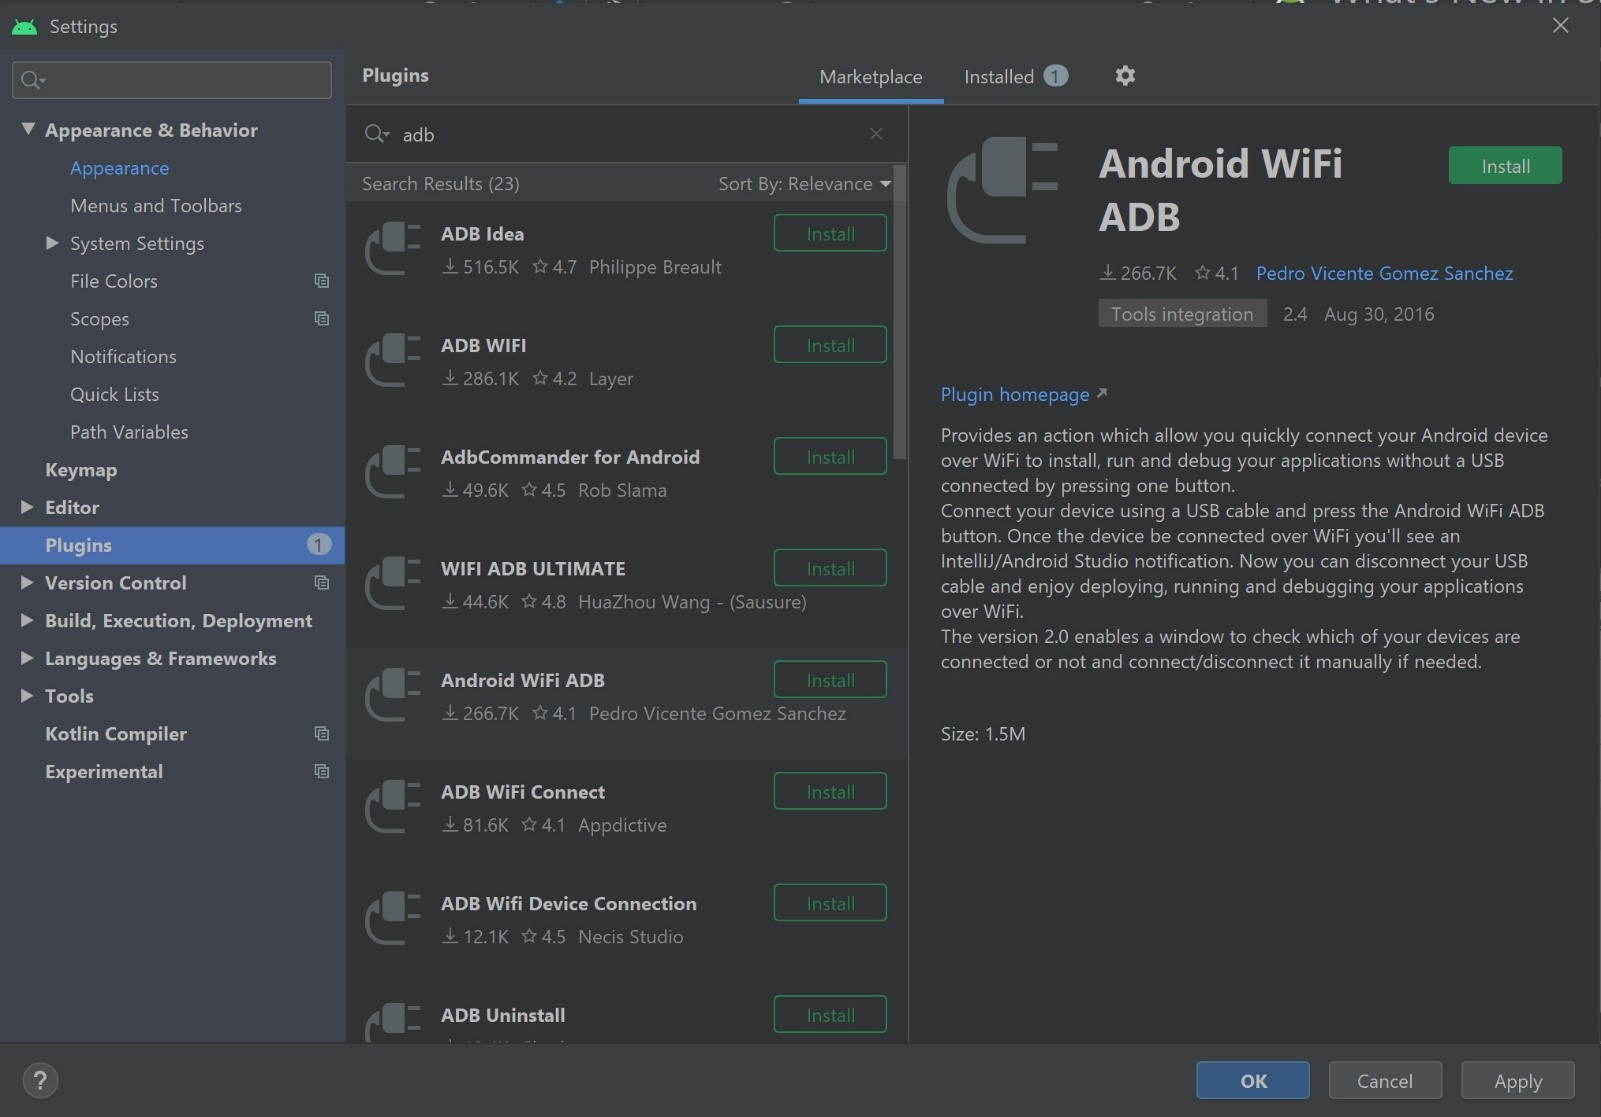 What's New in
Settings
Plugins
Marketplace
Installed 1
Appearance & Behavior
Appearance
Menus and Toolbars
System Settings
File Colors
Scopes
Notifications
Quick Lists
Path Variables
Keymap
Editor
Plugins 1
Version Control
Build, Execution, Deployment
Languages & Frameworks
Tools
Kotlin Compiler
Experimental
adb
Search Results (23)
Sort By: Relevance
ADB Idea
Install
516.5K 4.7 Philippe Breault
ADB WIFI
Install
286.1K 4.2 Layer
AdbCommander for Android
Install
49.6K 4.5 Rob Slama
WIFI ADB ULTIMATE
Install
44.6K 4.8 HuaZhou Wang - (Sausure)
Android WiFi ADB
Install
266.7K 4.1 Pedro Vicente Gomez Sanchez
ADB WiFi Connect
Install
81.6K 4.1 Appdictive
ADB Wifi Device Connection
Install
12.1K 4.5 Necis Studio
ADB Uninstall
Install
Android WiFi
ADB
Install
266.7K 4.1 Pedro Vicente Gomez Sanchez
Tools integration 2.4 Aug 30, 2016
Plugin homepage
Provides an action which allow you quickly connect your Android device
over WiFi to install, run and debug your applications without a USB
connected by pressing one button.
Connect your device using a USB cable and press the Android WiFi ADB
button. Once the device be connected over WiFi you'll see an
IntelliJ/Android Studio notification. Now you can disconnect your USB
cable and enjoy deploying, running and debugging your applications
over WiFi.
The version 2.0 enables a window to check which of your devices are
connected or not and connect/disconnect it manually if needed.
Size: 1.5M
?
OK
Cancel
Apply